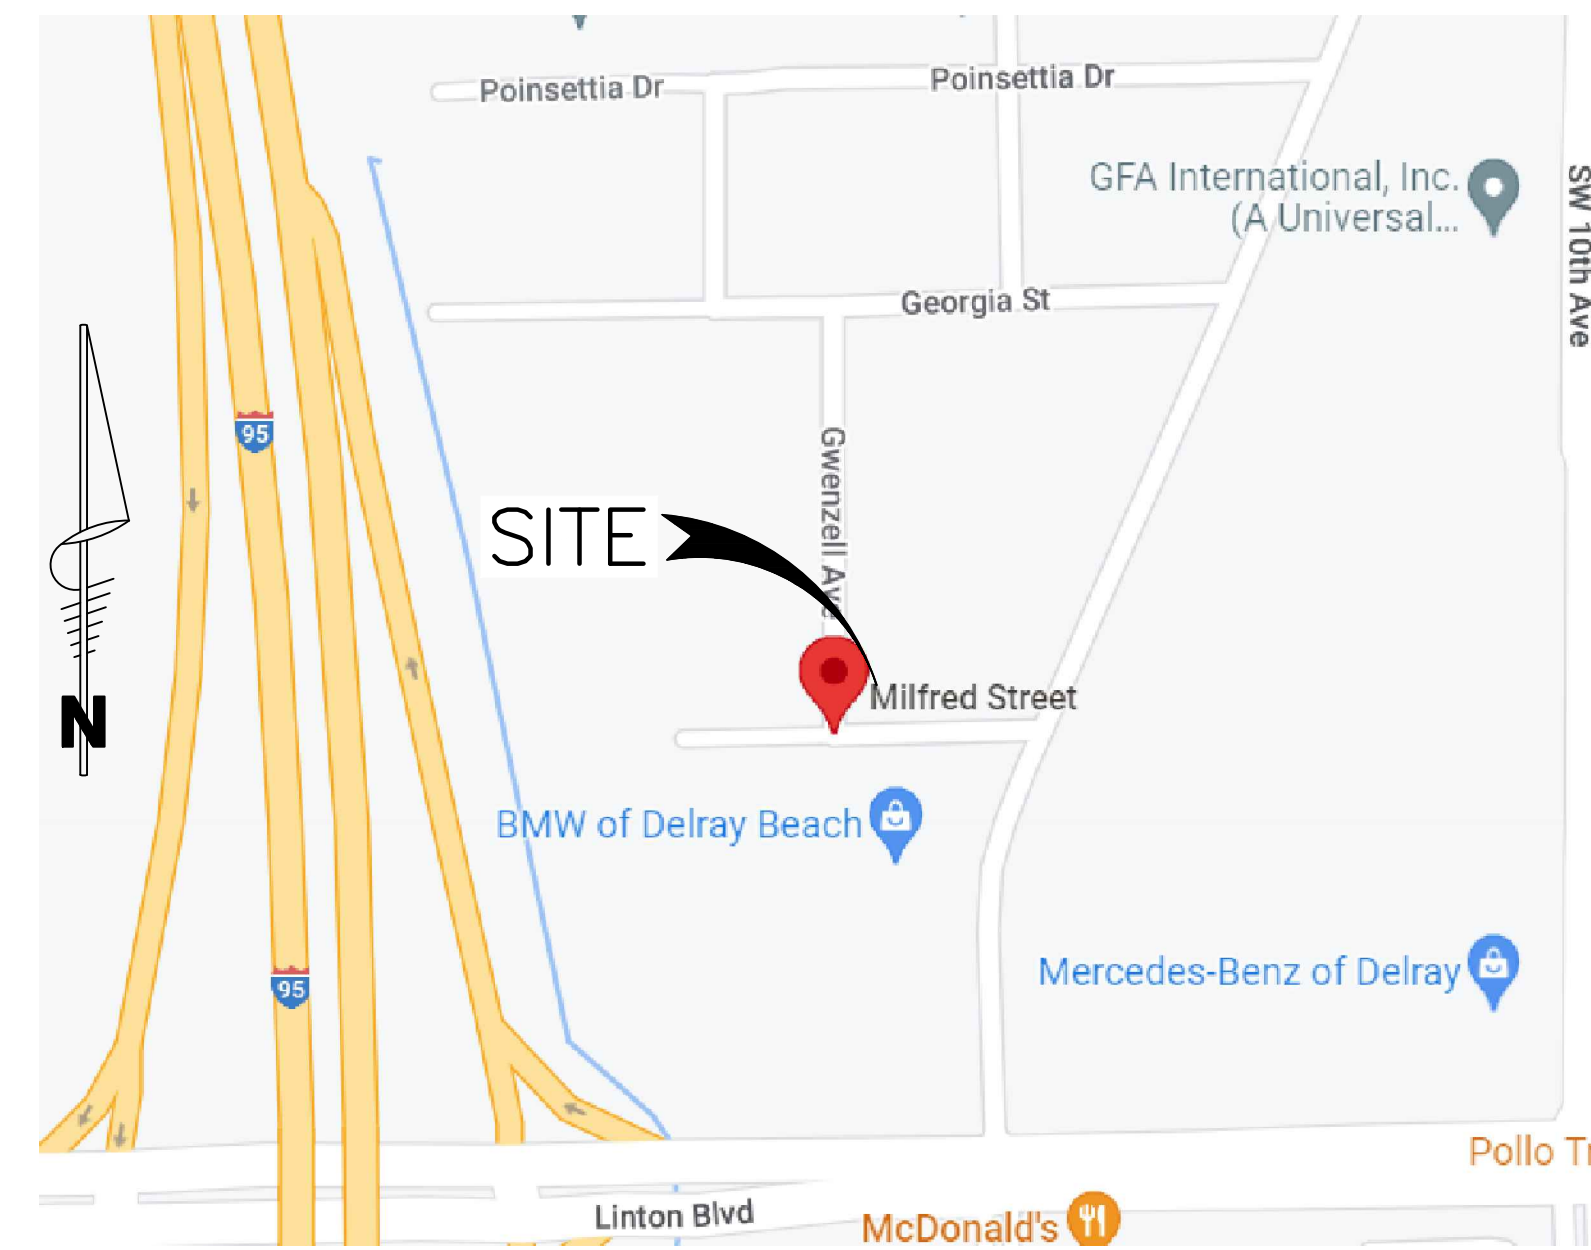 Poinsettia Dr
Poinsettia Dr
GFA International, Inc.
(A Universal...
SW 10th Ave
Georgia St
95
Gwenzell Ave
SITE
N
Milfred Street
BMW of Delray Beach
Mercedes-Benz of Delray
95
Pollo
Linton Blvd
McDonald's